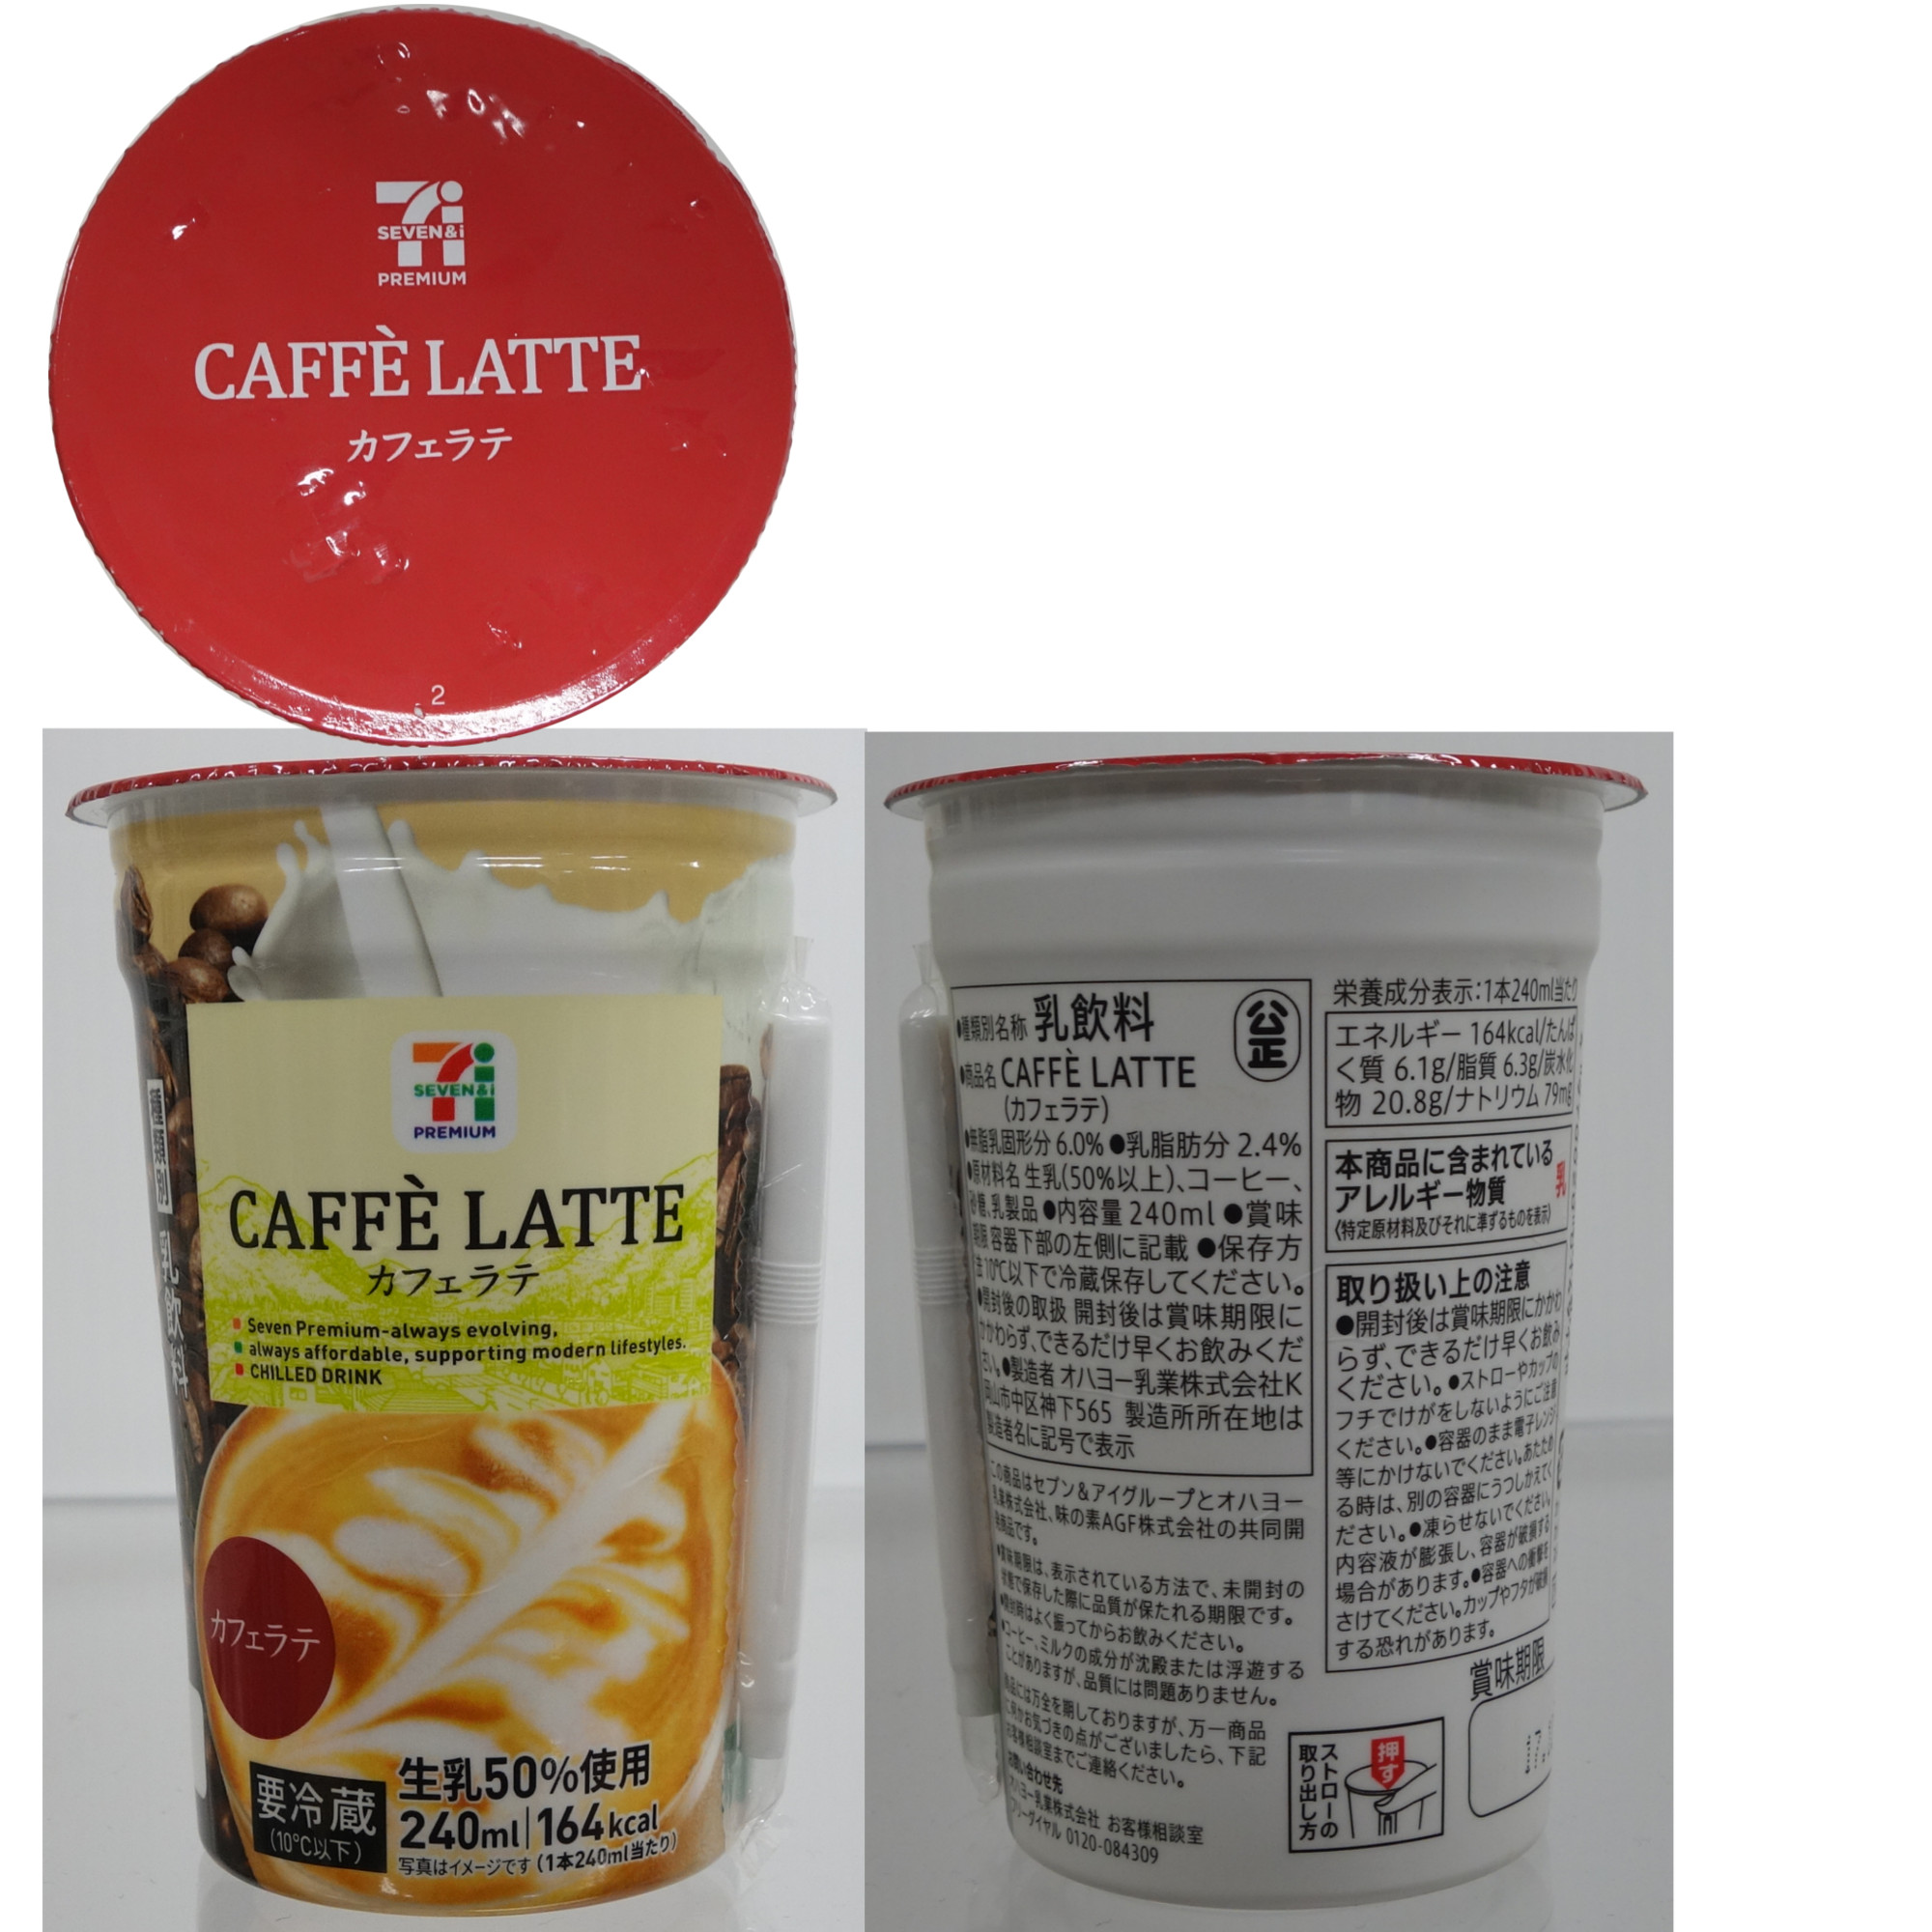 SEVEN&i
PREMIUM
CAFFÈ LATTE
カフェラテ
2
SEVEN&i
PREMIUM
CAFFÈ LATTE
カフェラテ
Seven Premium-always evolving,
always affordable, supporting modern lifestyles.
CHILLED DRINK
種類別 乳飲料
カフェラテ
要冷蔵
(10℃以下)
生乳50%使用
240ml|164kcal
写真はイメージです(1本240ml当たり)
●種類別名称 乳飲料
公正
●商品名 CAFFÈ LATTE
(カフェラテ)
●無脂乳固形分 6.0% ●乳脂肪分 2.4%
●原材料名 生乳(50%以上)、コーヒー、
砂糖、乳製品 ●内容量 240ml ●賞味
期限 容器下部の左側に記載 ●保存方
法 10℃以下で冷蔵保存してください。
●開封後の取扱 開封後は賞味期限に
かかわらず、できるだけ早くお飲みくだ
さい。●製造者 オハヨー乳業株式会社K
岡山市中区神下565 製造所所在地は
製造者名に記号で表示
この商品はセブン&アイグループとオハヨー
乳業株式会社、味の素AGF株式会社の共同開
発商品です。
●賞味期限は、表示されている方法で、未開封の
状態で保存した際に品質が保たれる期限です。
●開封時はよく振ってからお飲みください。
●コーヒー、ミルクの成分が沈殿または浮遊する
ことがありますが、品質には問題ありません。
商品には万全を期しておりますが、万一商品
に何かお気づきの点がございましたら、下記
お客様相談室までご連絡ください。
お問い合わせ先
オハヨー乳業株式会社 お客様相談室
フリーダイヤル 0120-084309
栄養成分表示:1本240ml当たり
エネルギー 164kcal/たんぱ
く質 6.1g/脂質 6.3g/炭水化
物 20.8g/ナトリウム 79mg
本商品に含まれている
アレルギー物質
乳
《特定原材料及びそれに準ずるものを表示》
取り扱い上の注意
●開封後は賞味期限にかかわ
らず、できるだけ早くお飲み
ください。●ストローやカップの
フチでけがをしないようにご注意
ください。●容器のまま電子レンジ
等にかけないでください。あたため
る時は、別の容器にうつしかえてく
ださい。●凍らせないでください。
内容液が膨張し、容器が破損する
場合があります。●容器への衝撃を
さけてください。カップやフタが破損
する恐れがあります。
賞味期限
ストローの
取り出し方
押す